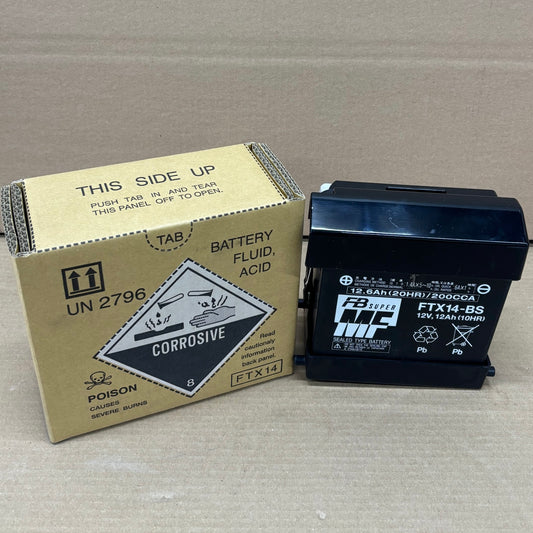 THIS SIDE UP
PUSH TAB IN AND TEAR
THIS PANEL OFF TO OPEN.
TAB
BATTERY
FLUID,
ACID
UN 2796
CORROSIVE
8
Read
cautionary
information
back panel.
FTX14
POISON
CAUSES
SEVERE BURNS
12.6Ah(20HR)/200CCA
FB SUPER
MF
SEALED TYPE BATTERY
FTX14-BS
12V, 12Ah(10HR)
Pb
Pb